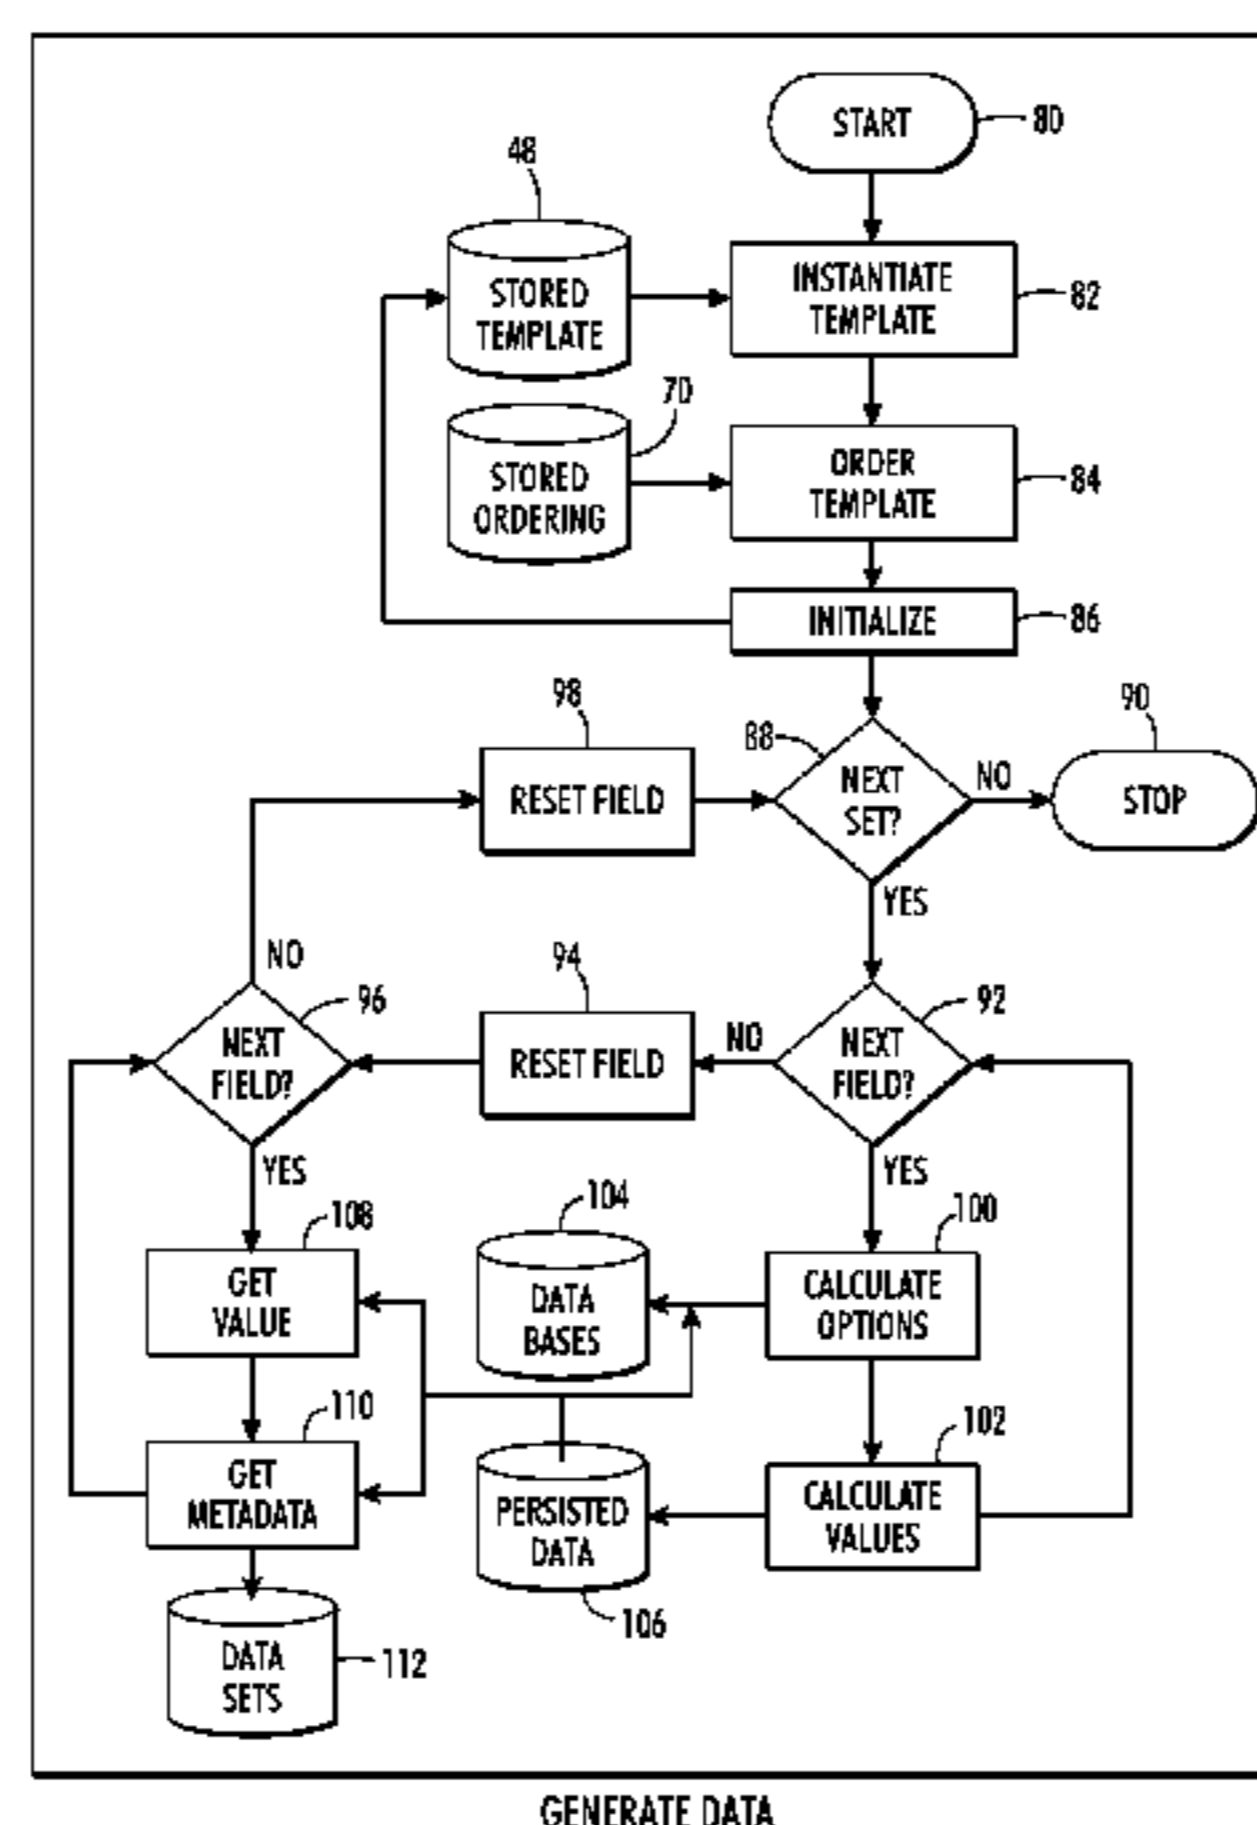 START
80
48
STORED
TEMPLATE
INSTANTIATE
TEMPLATE
82
70
STORED
ORDERING
ORDER
TEMPLATE
84
INITIALIZE
86
98
RESET FIELD
88
NEXT
SET?
NO
90
STOP
YES
NO
96
NEXT
FIELD?
94
RESET FIELD
NO
92
NEXT
FIELD?
YES
YES
108
GET
VALUE
104
DATA
BASES
100
CALCULATE
OPTIONS
110
GET
METADATA
PERSISTED
DATA
106
102
CALCULATE
VALUES
DATA
SETS
112
GENERATE DATA